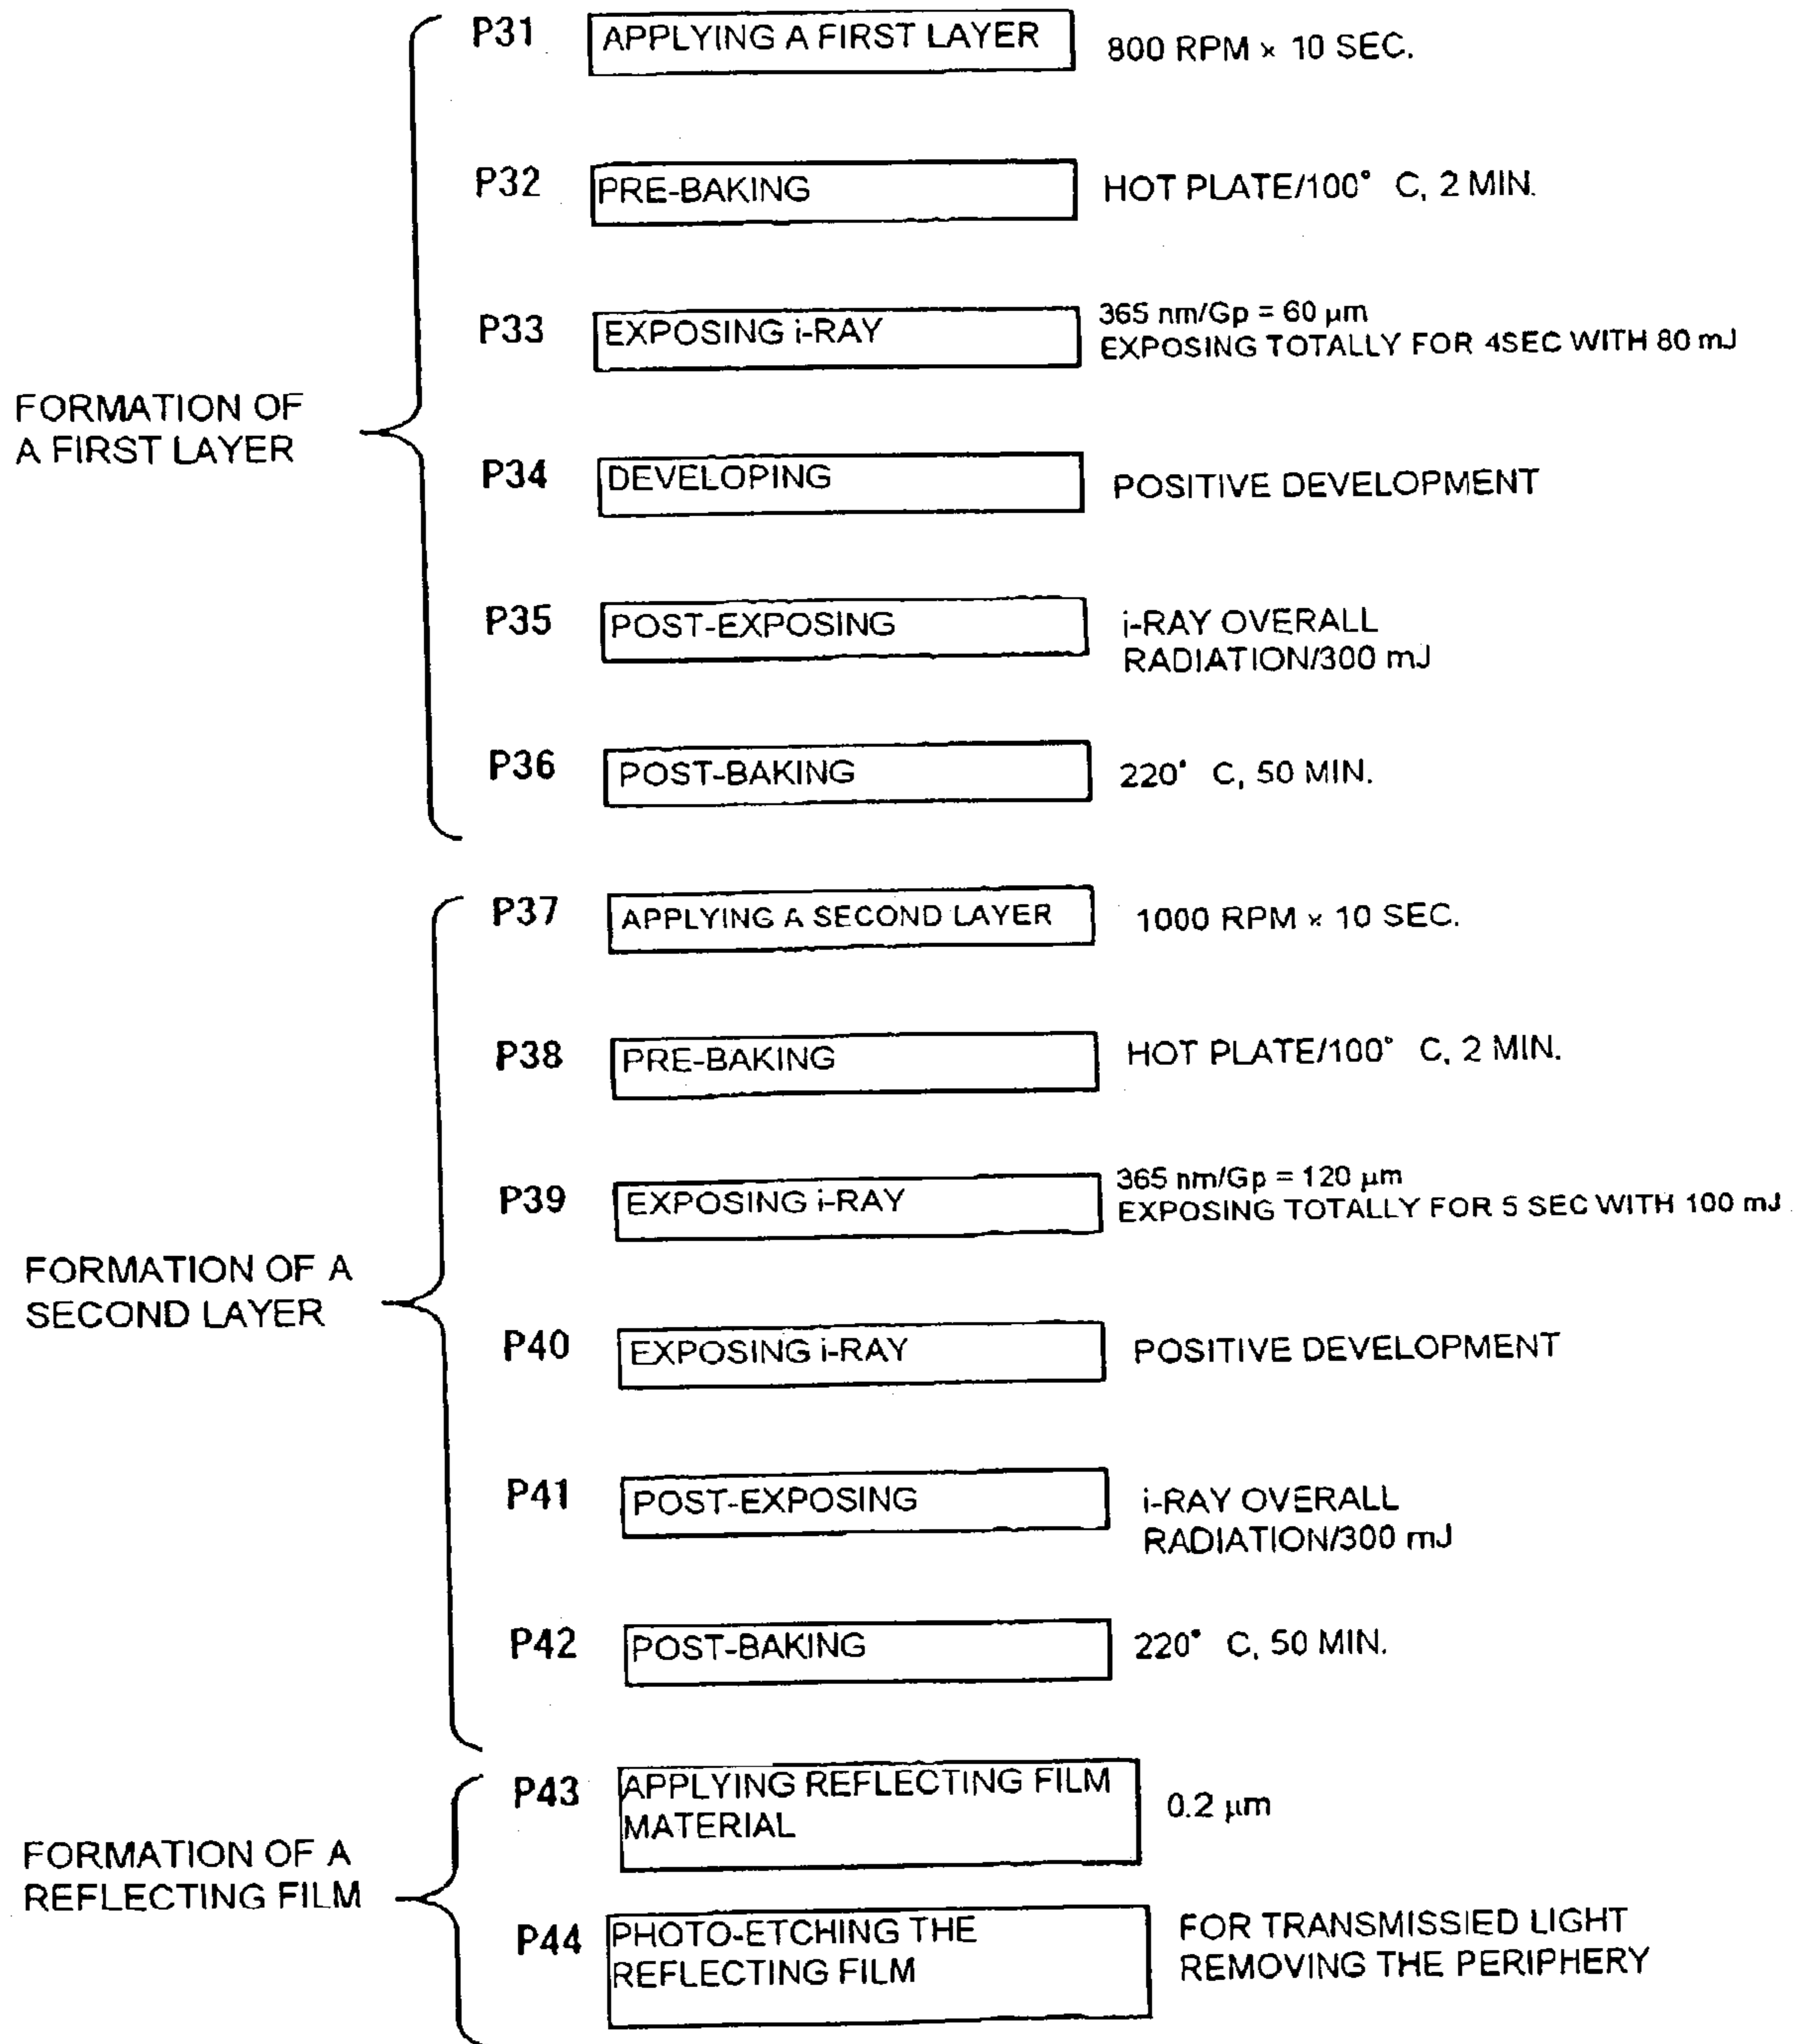 P31 APPLYING A FIRST LAYER 800 RPM × 10 SEC.
P32 PRE-BAKING HOT PLATE/100° C, 2 MIN.
P33 EXPOSING i-RAY 365 nm/Gp = 60 µm
EXPOSING TOTALLY FOR 4SEC WITH 80 mJ
FORMATION OF
A FIRST LAYER
P34 DEVELOPING POSITIVE DEVELOPMENT
P35 POST-EXPOSING i-RAY OVERALL
RADIATION/300 mJ
P36 POST-BAKING 220° C, 50 MIN.
P37 APPLYING A SECOND LAYER 1000 RPM × 10 SEC.
P38 PRE-BAKING HOT PLATE/100° C, 2 MIN.
P39 EXPOSING i-RAY 365 nm/Gp = 120 µm
EXPOSING TOTALLY FOR 5 SEC WITH 100 mJ
FORMATION OF A
SECOND LAYER
P40 EXPOSING i-RAY POSITIVE DEVELOPMENT
P41 POST-EXPOSING i-RAY OVERALL
RADIATION/300 mJ
P42 POST-BAKING 220° C, 50 MIN.
P43 APPLYING REFLECTING FILM
MATERIAL 0.2 µm
FORMATION OF A
REFLECTING FILM
P44 PHOTO-ETCHING THE
REFLECTING FILM
FOR TRANSMISSIED LIGHT
REMOVING THE PERIPHERY